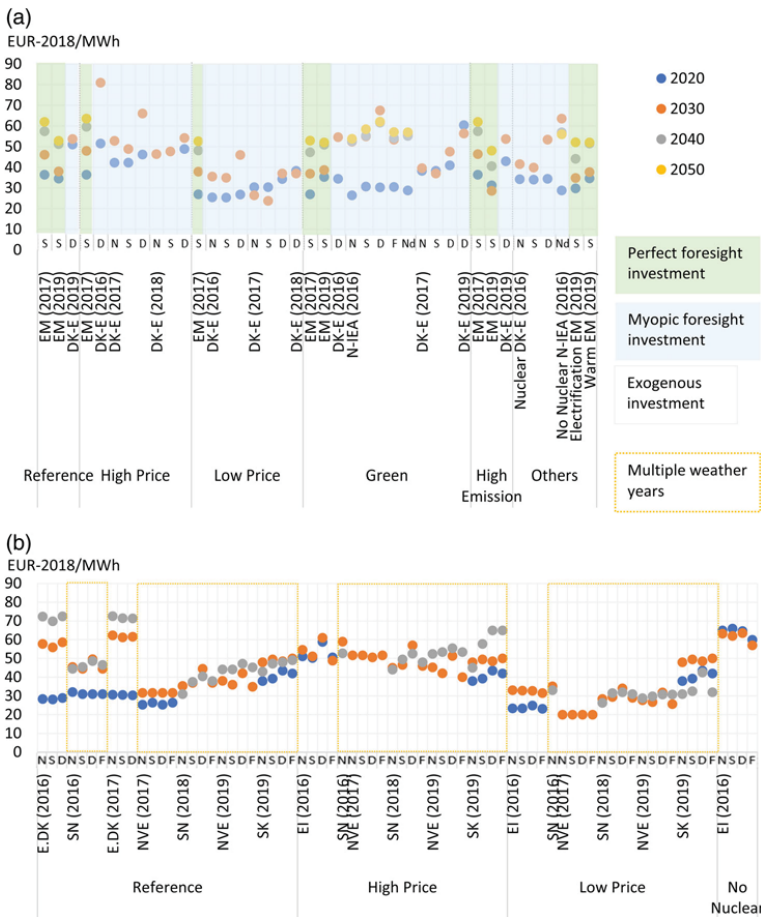 (a)
EUR-2018/MWh
90
80
70
60
50
40
30
20
10
0
2020
2030
2040
2050
S S D S D N N S D N S D S N S D N S D D S S D N S D F Nd N S D D S S D N S D Nd S S
EM (2017)
EM (2019)
DK-E (2019)
EM (2017)
DK-E (2016)
DK-E (2017)
DK-E (2018)
EM (2017)
DK-E (2016)
DK-E (2017)
DK-E (2018)
EM (2017)
EM (2019)
DK-E (2016)
N-IEA (2016)
DK-E (2017)
DK-E (2019)
EM (2017)
EM (2019)
DK-E (2019)
Nuclear DK-E (2016)
No Nuclear N-IEA (2016)
Electrification EM (2019)
Warm EM (2019)
Reference
High Price
Low Price
Green
High
Emission
Others
Perfect foresight
investment
Myopic foresight
investment
Exogenous
investment
Multiple weather
years
(b)
EUR-2018/MWh
90
80
70
60
50
40
30
20
10
0
N S D N S D F N S D N S D F N S D F N S D F S D F N S D F N N S D F N S D F N S D F N S D F N S D F N N S D F N S D F N S D F N S D F N S D F
E.DK (2016)
SN (2016)
E.DK (2017)
NVE (2017)
SN (2018)
NVE (2019)
SK (2019)
EI (2016)
SN (2016)
NVE (2017)
SN (2018)
NVE (2019)
SK (2019)
EI (2016)
SN (2016)
NVE (2017)
SN (2018)
NVE (2019)
SK (2019)
EI (2016)
Reference
High Price
Low Price
No
Nuclear